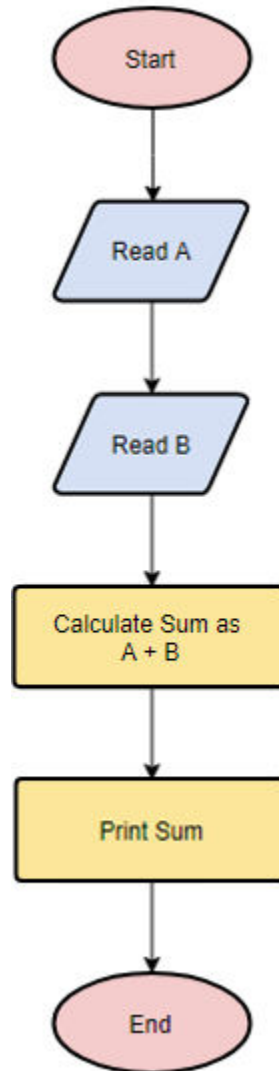 Start
Read A
Read B
Calculate Sum as
A + B
Print Sum
End